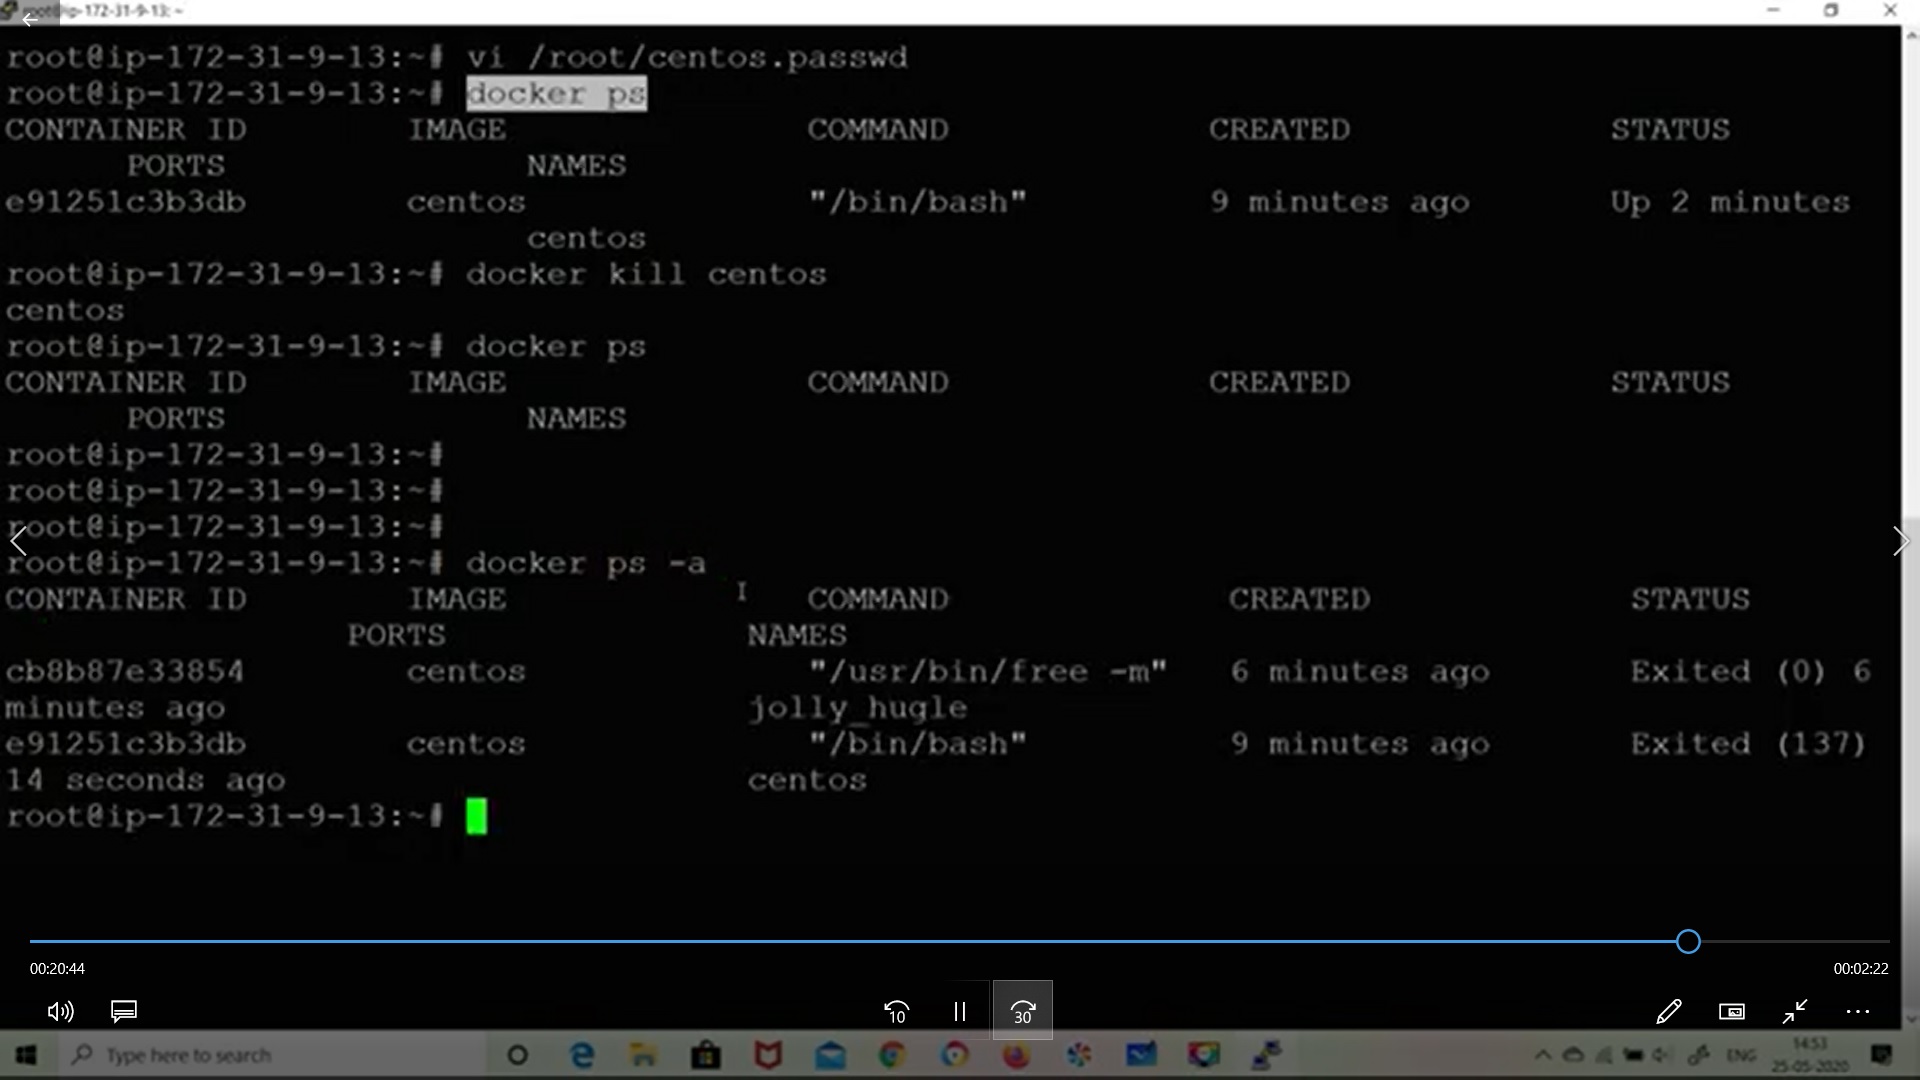 root@ip-172-31-9-13: ~
root@ip-172-31-9-13:~# vi /root/centos.passwd
root@ip-172-31-9-13:~# docker ps
CONTAINER ID IMAGE COMMAND CREATED STATUS
PORTS NAMES
e91251c3b3db centos "/bin/bash" 9 minutes ago Up 2 minutes
centos
root@ip-172-31-9-13:~# docker kill centos
centos
root@ip-172-31-9-13:~# docker ps
CONTAINER ID IMAGE COMMAND CREATED STATUS
PORTS NAMES
root@ip-172-31-9-13:~#
root@ip-172-31-9-13:~#
root@ip-172-31-9-13:~#
root@ip-172-31-9-13:~# docker ps -a
CONTAINER ID IMAGE COMMAND CREATED STATUS
PORTS NAMES
cb8b87e33854 centos "/usr/bin/free -m" 6 minutes ago Exited (0) 6
minutes ago jolly_hugle
e91251c3b3db centos "/bin/bash" 9 minutes ago Exited (137)
14 seconds ago centos
root@ip-172-31-9-13:~#
00:20:44 00:02:22
10 30
Type here to search ENG 14:53
25-05-2020